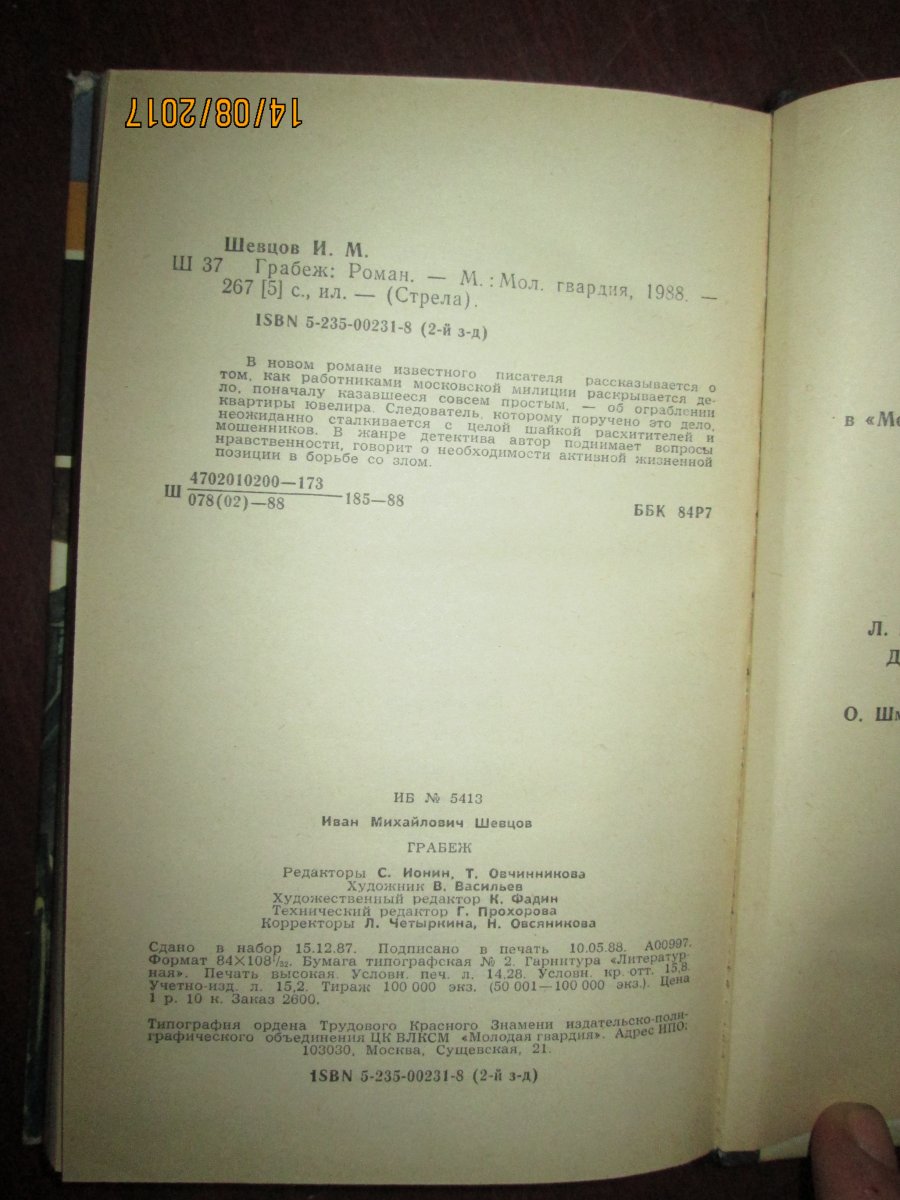 14/08/2017
Шевцов И. М.
Ш 37 Грабеж: Роман. — М.: Мол. гвардия, 1988. —
267 [5] с., ил. — (Стрела).
ISBN 5-235-00231-8 (2-й з-д)
В новом романе известного писателя рассказывается о
том, как работниками московской милиции раскрывается де-
ло, поначалу казавшееся совсем простым, — об ограблении
квартиры ювелира. Следователь, которому поручено это дело,
неожиданно сталкивается с целой шайкой расхитителей и
мошенников. В жанре детектива автор поднимает вопросы
нравственности, говорит о необходимости активной жизненной
позиции в борьбе со злом.
Ш 4702010200—173
078(02)—88 185—88
ББК 84Р7
ИБ № 5413
Иван Михайлович Шевцов
ГРАБЕЖ
Редакторы С. Ионин, Т. Овчинникова
Художник В. Васильев
Художественный редактор К. Фадин
Технический редактор Г. Прохорова
Корректоры Л. Четыркина, Н. Овсяникова
Сдано в набор 15.12.87. Подписано в печать 10.05.88. А00997.
Формат 84×108 1/32. Бумага типографская № 2. Гарнитура «Литератур-
ная». Печать высокая. Условн. печ. л. 14.28. Условн. кр. отт. 15,8.
Учетно-изд. л. 15,2. Тираж 100 000 экз. (50 001—100 000 экз.). Цена
1 р. 10 к. Заказ 2600.
Типография ордена Трудового Красного Знамени издательско-поли-
графического объединения ЦК ВЛКСМ «Молодая гвардия». Адрес ИПО:
103030, Москва, Сущевская, 21.
ISBN 5-235-00231-8 (2-й з-д)
в «Мо
Л.
Д
О. Шм